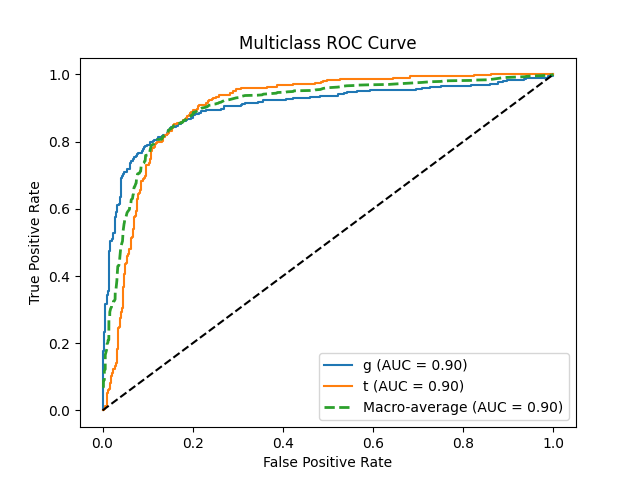 Multiclass ROC Curve
True Positive Rate
1.0
0.8
0.6
0.4
0.2
0.0
g (AUC = 0.90)
t (AUC = 0.90)
Macro-average (AUC = 0.90)
0.0 0.2 0.4 0.6 0.8 1.0
False Positive Rate